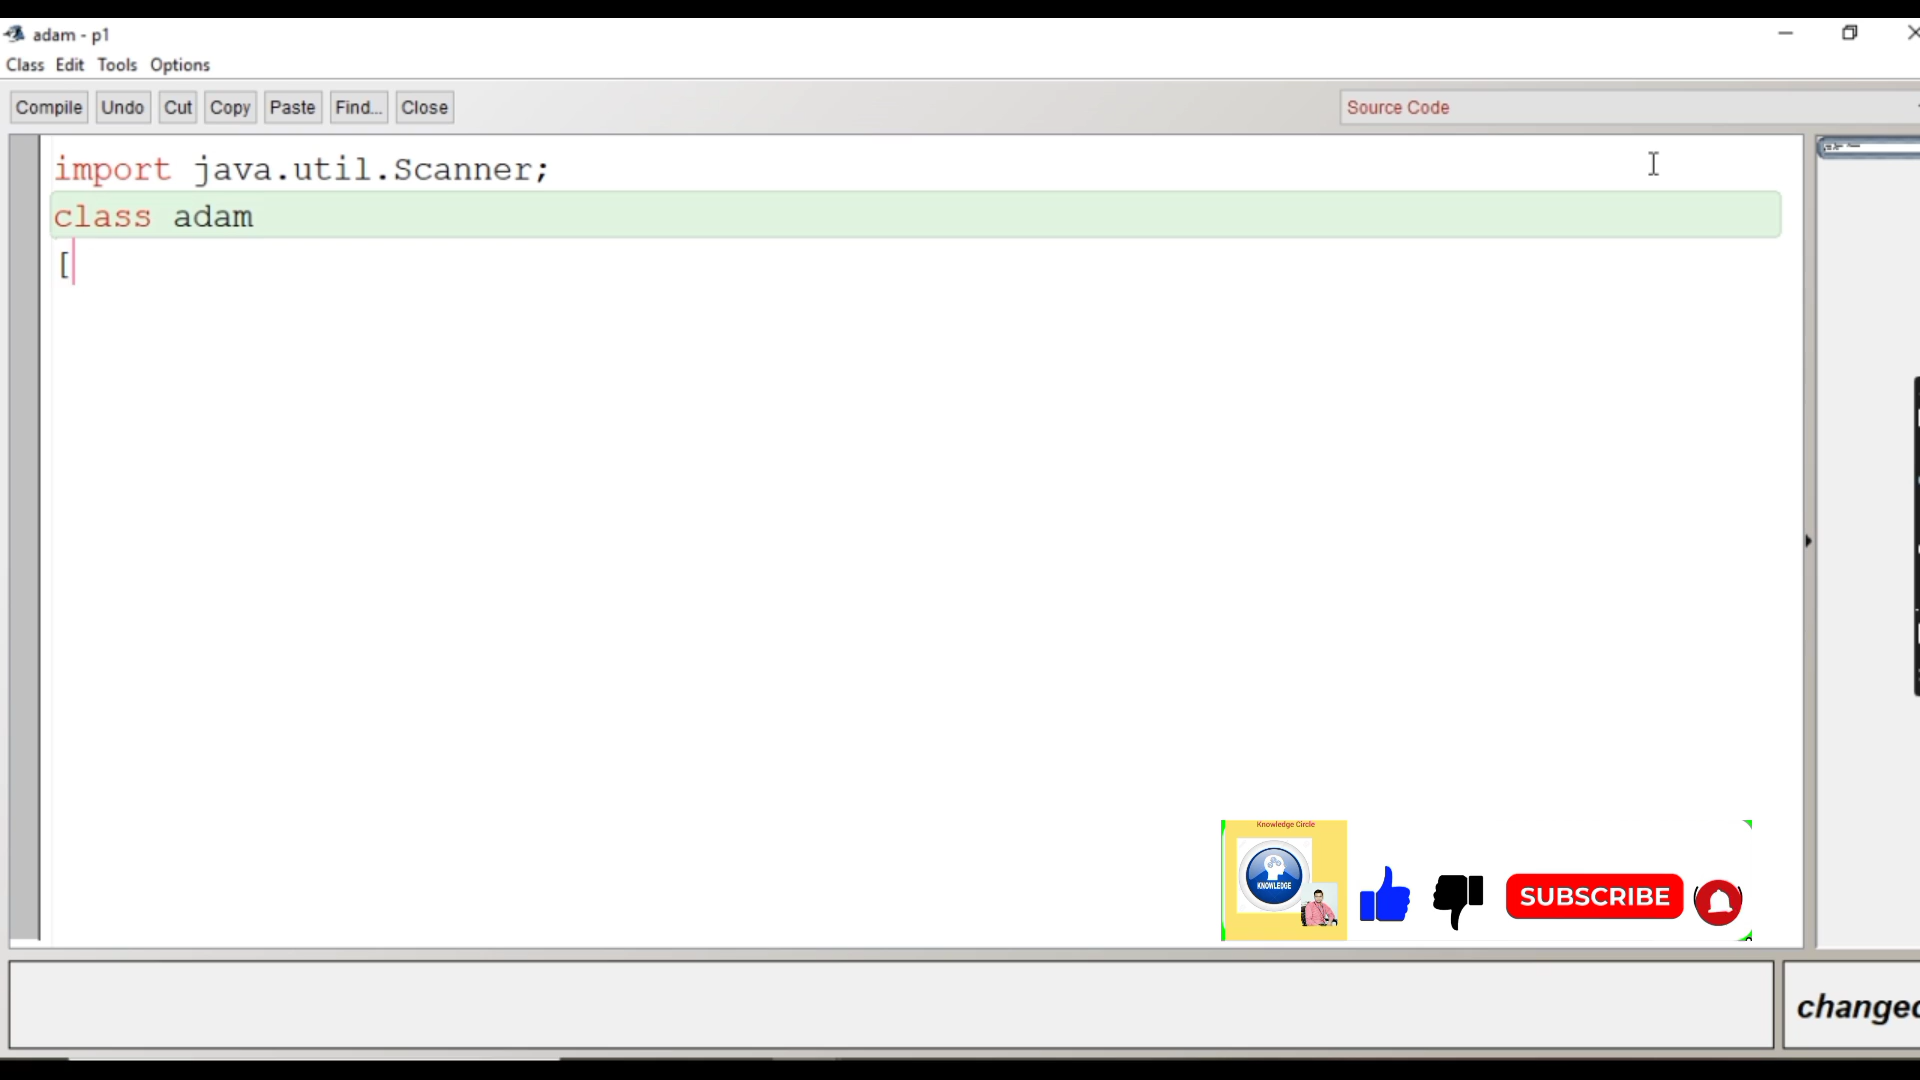 adam - p1
Class Edit Tools Options
Compile Undo Cut Copy Paste Find... Close
Source Code
import java.util.Scanner;
class adam
[
Knowledge Circle
KNOWLEDGE
SUBSCRIBE
changed